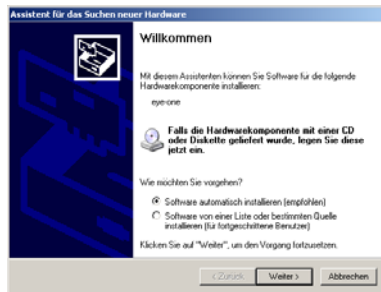 Assistent für das Suchen neuer Hardware
Willkommen
Mit diesem Assistenten können Sie Software für die folgende
Hardwarekomponente installieren:
eye-one
Falls die Hardwarekomponente mit einer CD
oder Diskette geliefert wurde, legen Sie diese
jetzt ein.
Wie möchten Sie vorgehen?
Software automatisch installieren (empfohlen)
Software von einer Liste oder bestimmten Quelle
installieren (für fortgeschrittene Benutzer)
Klicken Sie auf "Weiter", um den Vorgang fortzusetzen.
< Zurück Weiter > Abbrechen